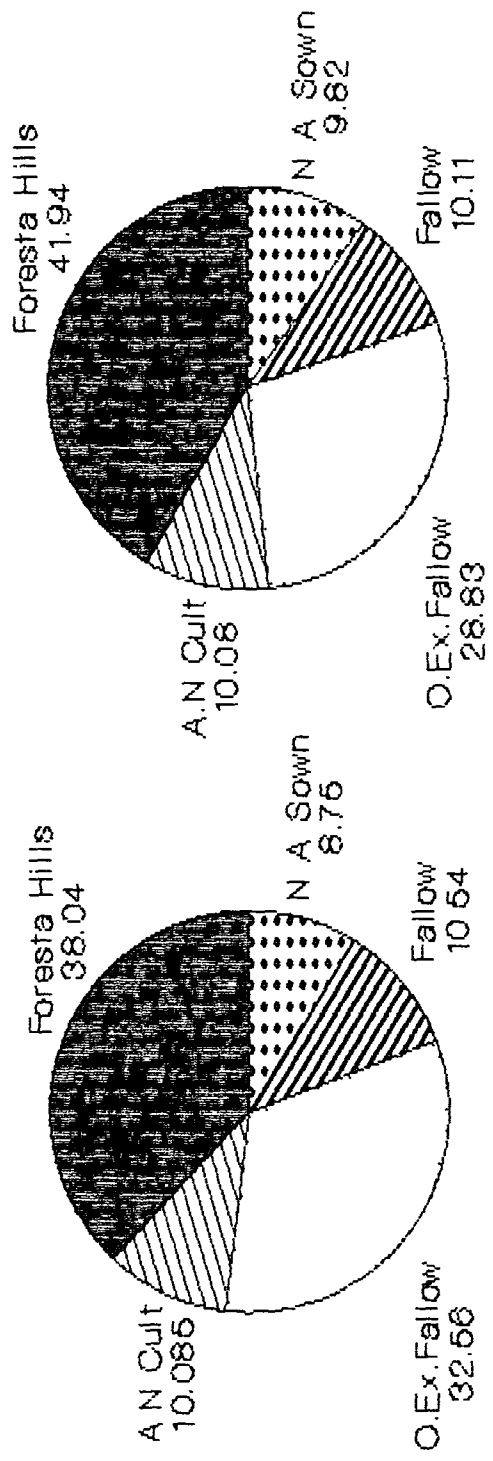 Foresta Hills
38.04
A N Cult
10.085
N A Sown
8.75
Fallow
10 54
O.Ex.Fallow
32.56
Foresta Hills
41.94
A.N Cult
10.08
N A Sown
9.82
Fallow
10.11
O.Ex.Fallow
28.83